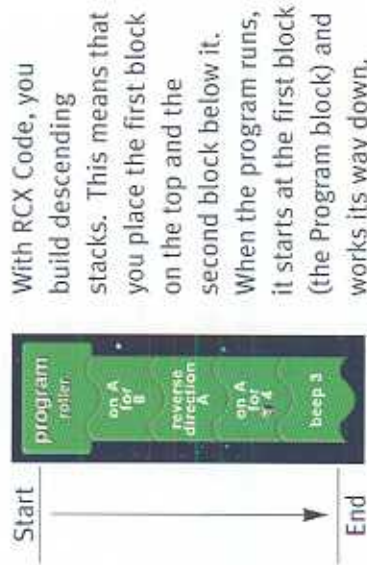 Start
End
program
roller
on A
for
8
reverse
direction
A
on A
for
4
beep 3
With RCX Code, you
build descending
stacks. This means that
you place the first block
on the top and the
second block below it.
When the program runs,
it starts at the first block
(the Program block) and
works its way down.